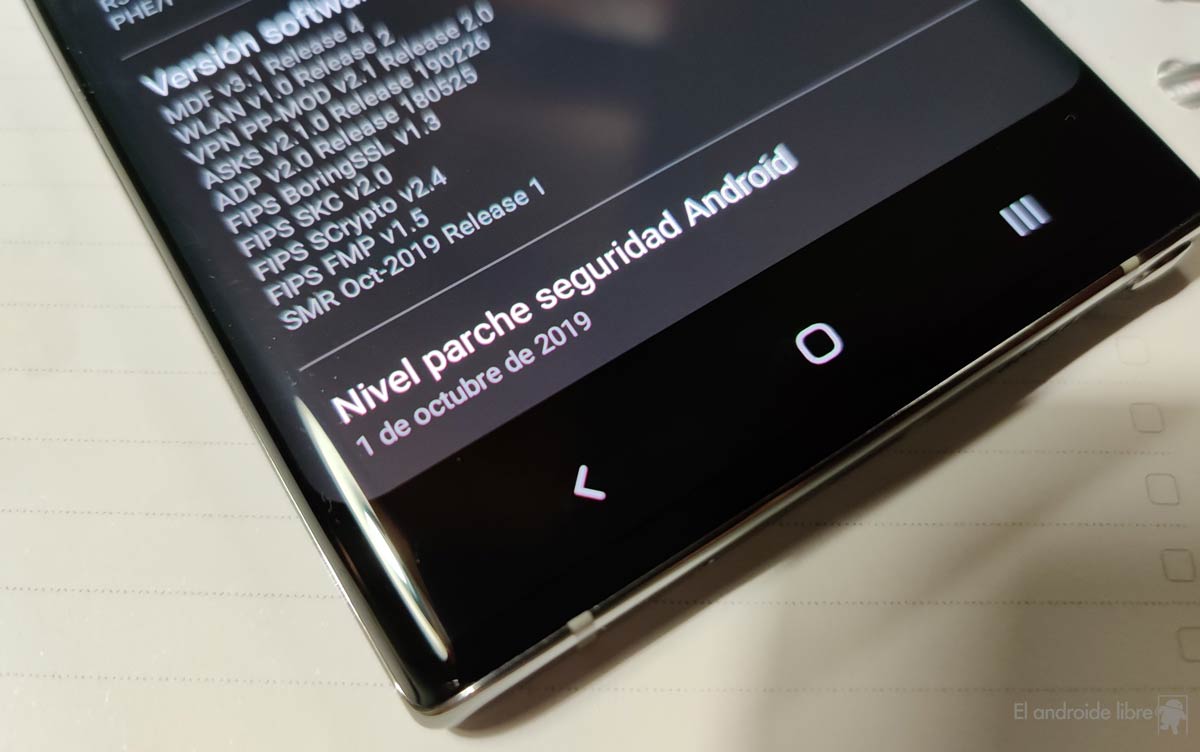 PHE
Versión softwa
MDF v3.1 Release 4
WLAN v1.0 Release 2
VPN PP-MOD v2.1 Release 2.0
ASKS v2.1.0 Release 190226
ADP v2.0 Release 180525
FIPS BoringSSL v1.3
FIPS SKC v2.0
FIPS SCrypto v2.4
FIPS FMP v1.5
SMR Oct-2019 Release 1
Nivel parche seguridad Android
1 de octubre de 2019
El androide libre